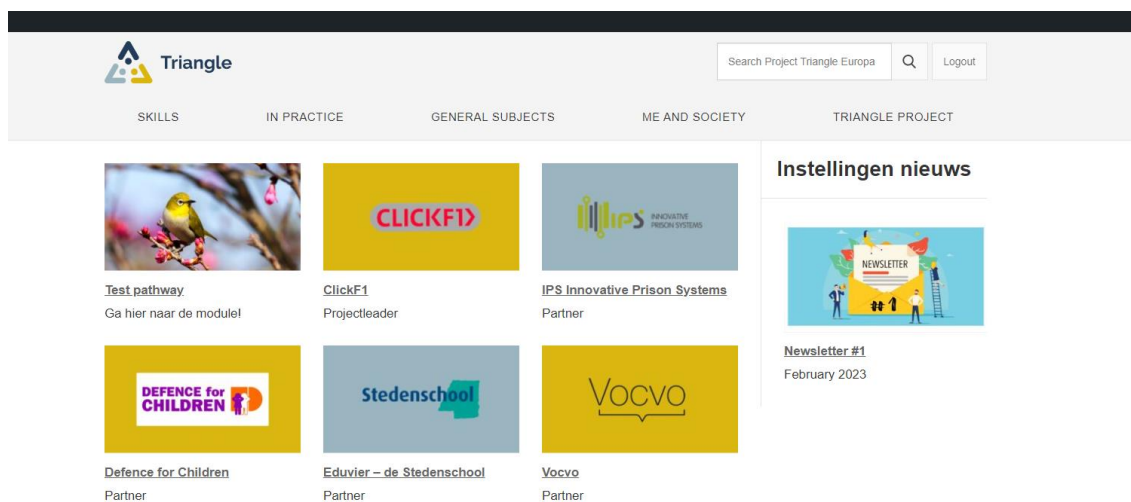 Triangle
Search Project Triangle Europa
Logout
SKILLS
IN PRACTICE
GENERAL SUBJECTS
ME AND SOCIETY
TRIANGLE PROJECT
CLICKF1
IPS INNOVATIVE
PRISON SYSTEMS
Test pathway
Ga hier naar de module!
ClickF1
Projectleader
IPS Innovative Prison Systems
Partner
DEFENCE for
CHILDREN
Stedenschool
Vocvo
Defence for Children
Partner
Eduvier – de Stedenschool
Partner
Vocvo
Partner
Instellingen nieuws
NEWSLETTER
#1
Newsletter #1
February 2023